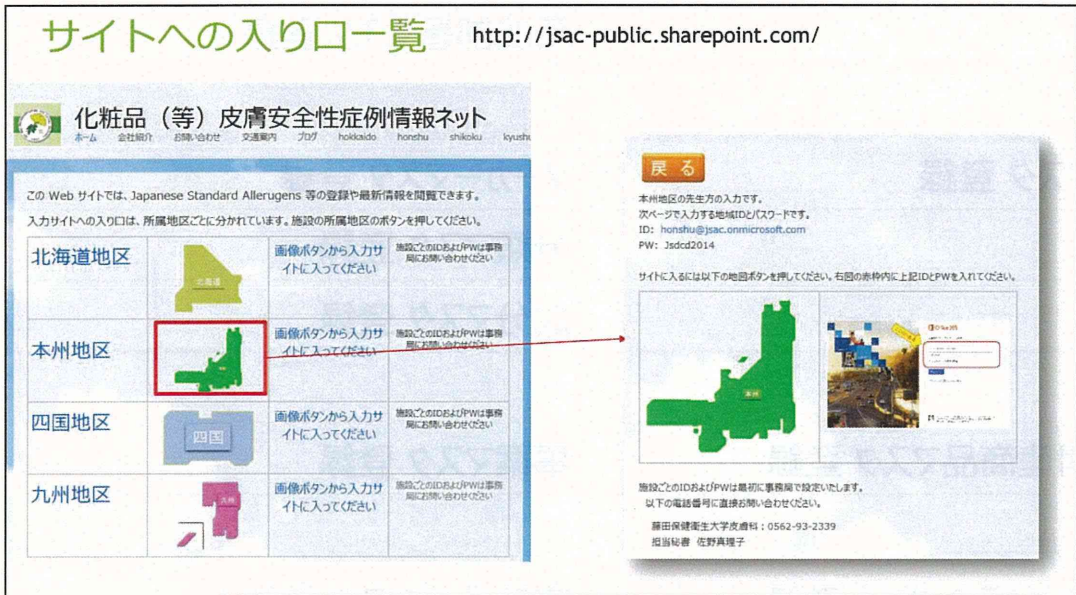 サイトへの入り口一覧
http://jsac-public.sharepoint.com/
化粧品（等）皮膚安全性症例情報ネット
ホーム 会社紹介 お問い合わせ 交通案内 ブログ hokkaido honshu shikoku kyushu
この Web サイトでは、Japanese Standard Allerugens 等の登録や最新情報を閲覧できます。
入力サイトへの入り口は、所属地区ごとに分かれています。施設の所属地区のボタンを押してください。
北海道地区
北海道
画像ボタンから入力サ
イトに入ってください
施設ごとのIDおよびPWは事務
局にお問い合わせください
本州地区
画像ボタンから入力サ
イトに入ってください
施設ごとのIDおよびPWは事務
局にお問い合わせください
四国地区
四国
画像ボタンから入力サ
イトに入ってください
施設ごとのIDおよびPWは事務
局にお問い合わせください
九州地区
九州
画像ボタンから入力サ
イトに入ってください
施設ごとのIDおよびPWは事務
局にお問い合わせください
戻る
本州地区の先生方の入力です。
次ページで入力する地域IDとパスワードです。
ID: honshu@jsac.onmicrosoft.com
PW: Jsdcd2014
サイトに入るには以下の地図ボタンを押してください。右図の赤枠内に上記IDとPWを入れてください。
本州
Office 365
施設ごとのIDおよびPWは最初に事務局で設定いたします。
以下の電話番号に直接お問い合わせください。
藤田保健衛生大学皮膚科：0562-93-2339
担当秘書 佐野真理子